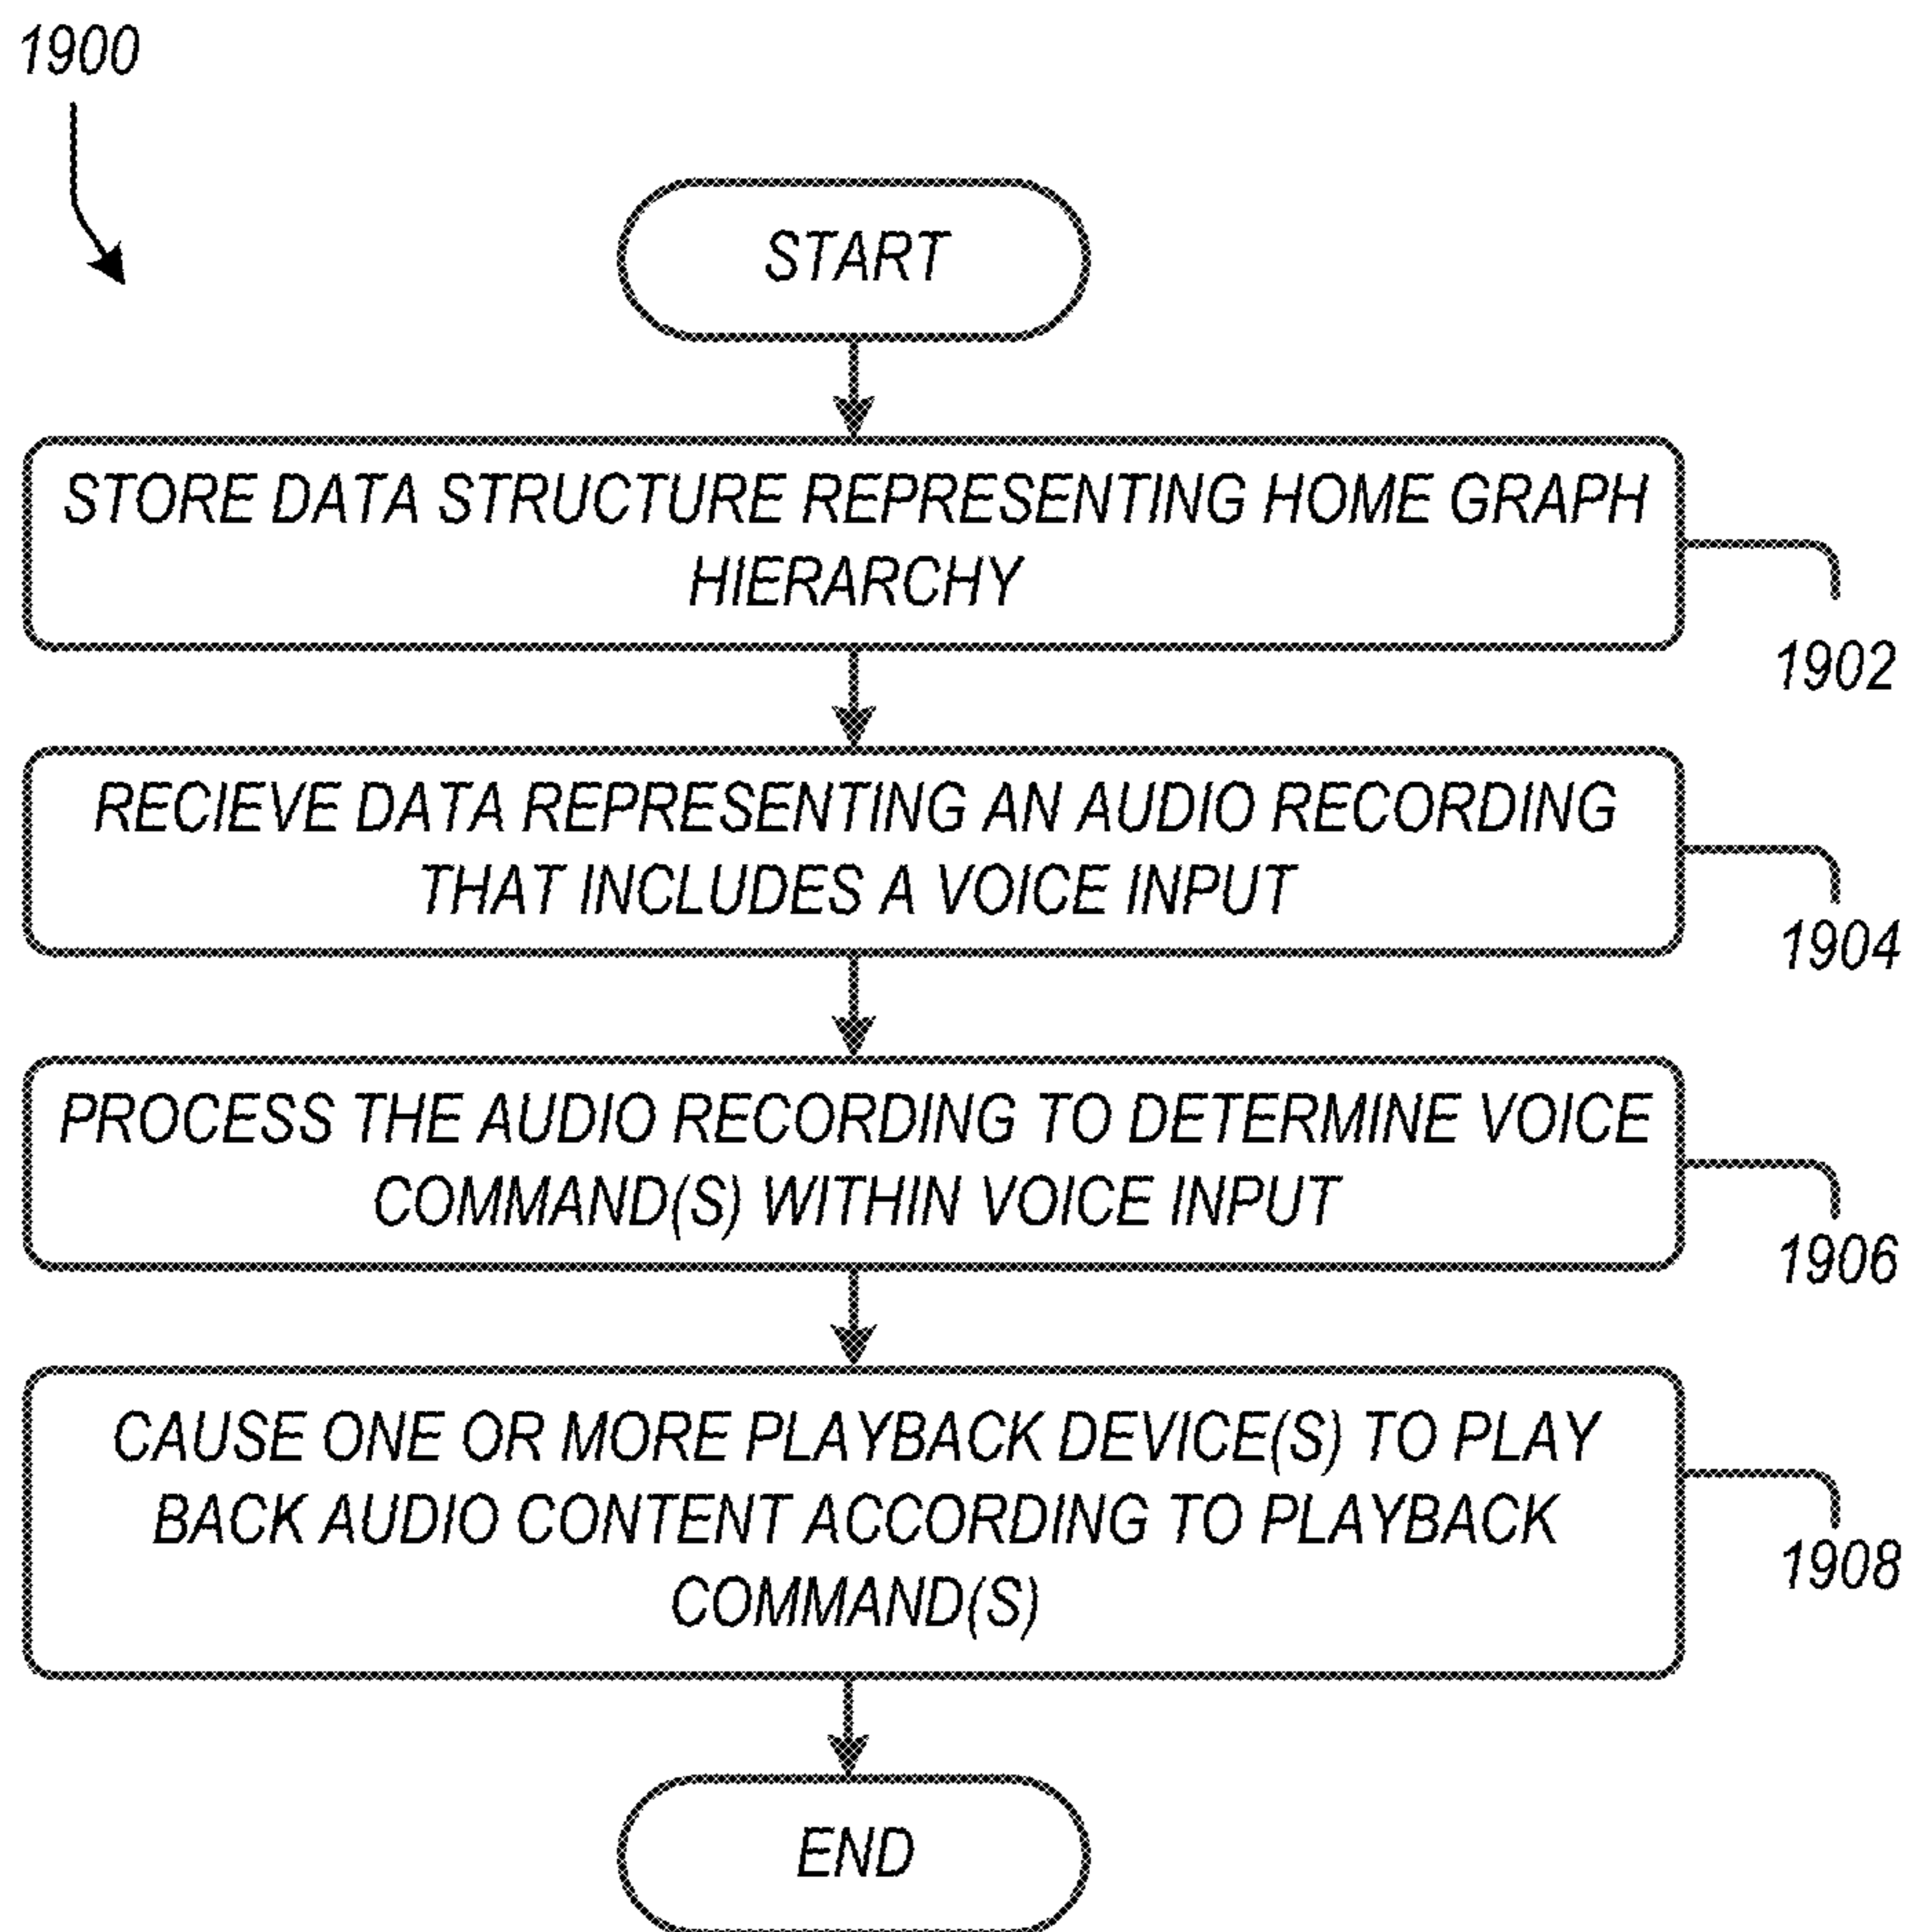 1900
START
STORE DATA STRUCTURE REPRESENTING HOME GRAPH
HIERARCHY
1902
RECIEVE DATA REPRESENTING AN AUDIO RECORDING
THAT INCLUDES A VOICE INPUT
1904
PROCESS THE AUDIO RECORDING TO DETERMINE VOICE
COMMAND(S) WITHIN VOICE INPUT
1906
CAUSE ONE OR MORE PLAYBACK DEVICE(S) TO PLAY
BACK AUDIO CONTENT ACCORDING TO PLAYBACK
COMMAND(S)
1908
END